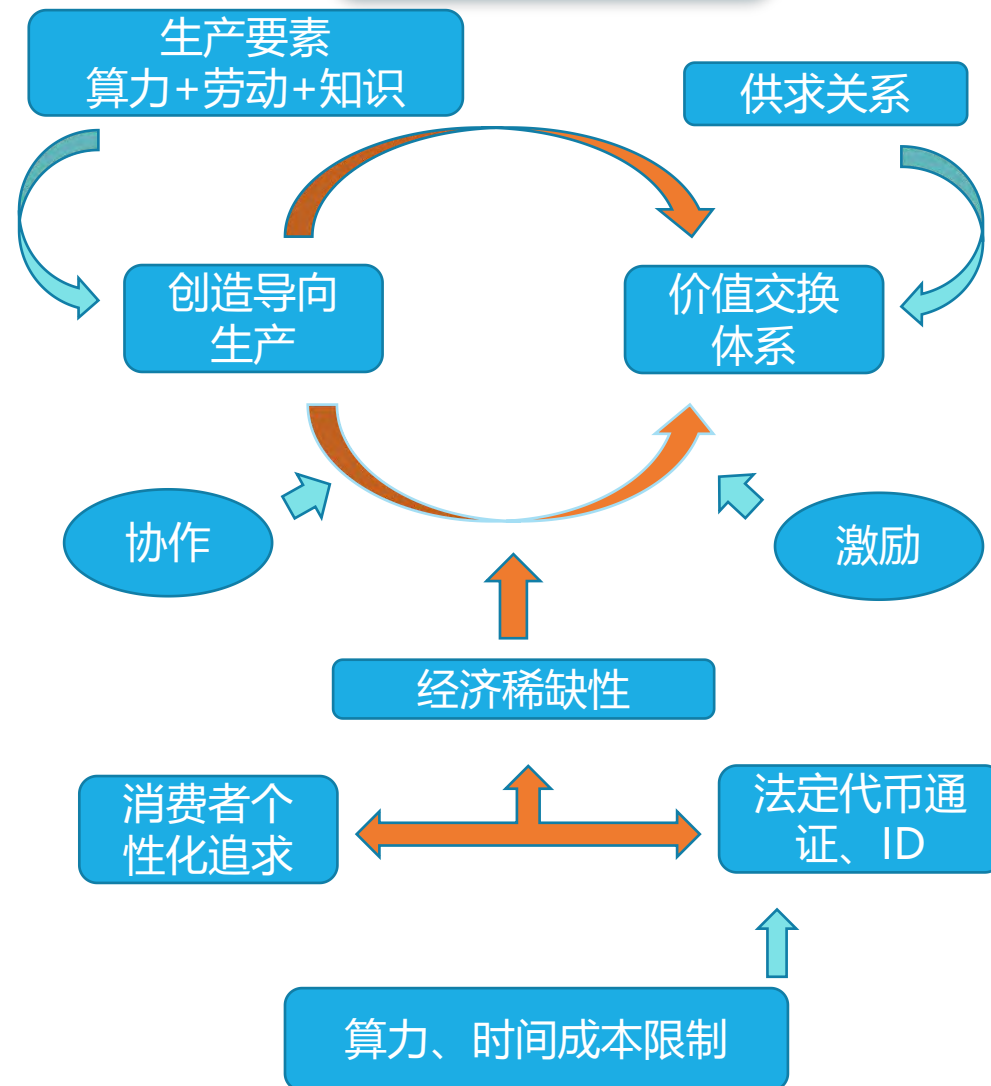 生产要素
算力+劳动+知识
供求关系
创造导向
生产
价值交换
体系
协作
激励
经济稀缺性
消费者个
性化追求
法定代币通
证、ID
算力、时间成本限制